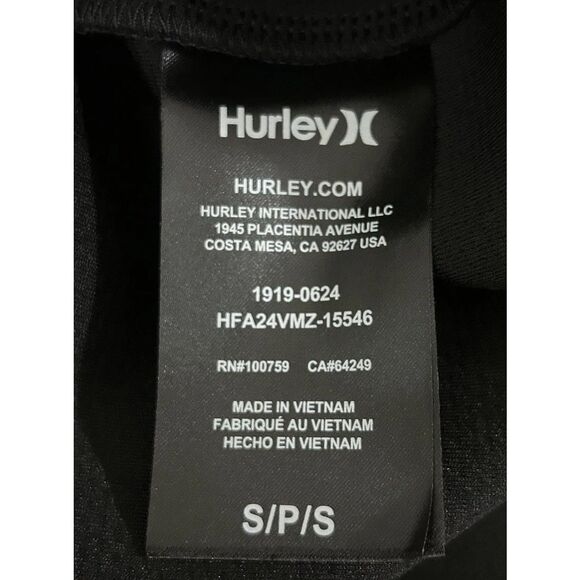 Hurley
HURLEY.COM
HURLEY INTERNATIONAL LLC
1945 PLACENTIA AVENUE
COSTA MESA, CA 92627 USA
1919-0624
HFA24VMZ-15546
RN#100759 CA#64249
MADE IN VIETNAM
FABRIQUÉ AU VIETNAM
HECHO EN VIETNAM
S/P/S